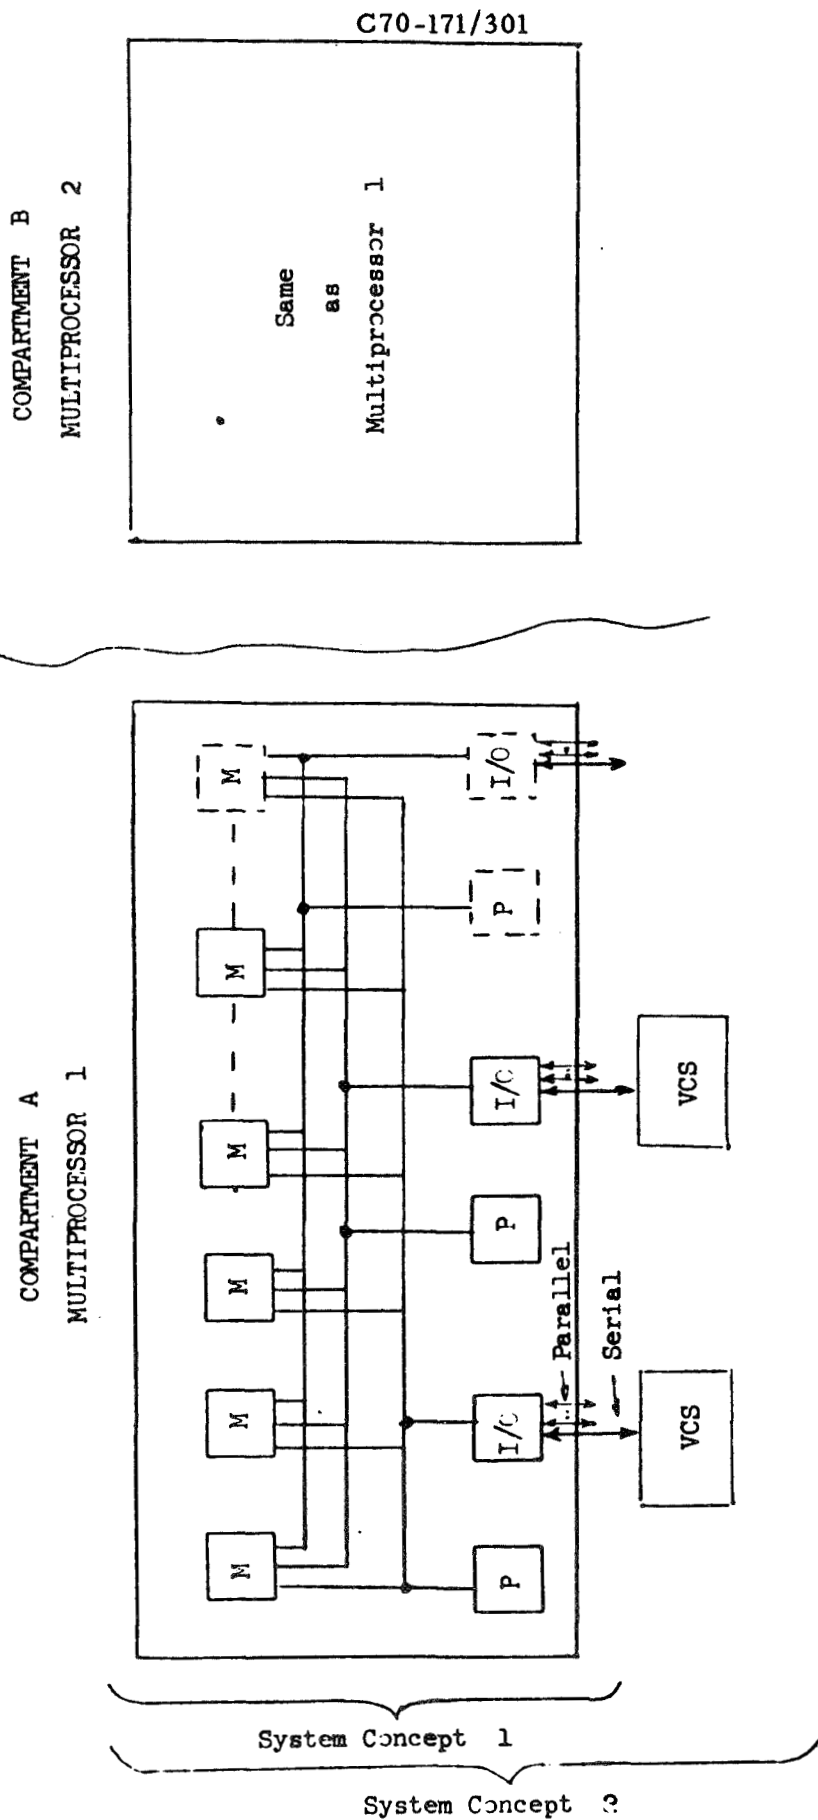 C70-171/301
COMPARTMENT B
MULTIPROCESSOR 2
Same
as
Multiprocessor 1
COMPARTMENT A
MULTIPROCESSOR 1
M
M
M
M
M
M
P
I/O
P
I/O
P
I/O
Parallel
Serial
VCS
VCS
System Concept 1
System Concept